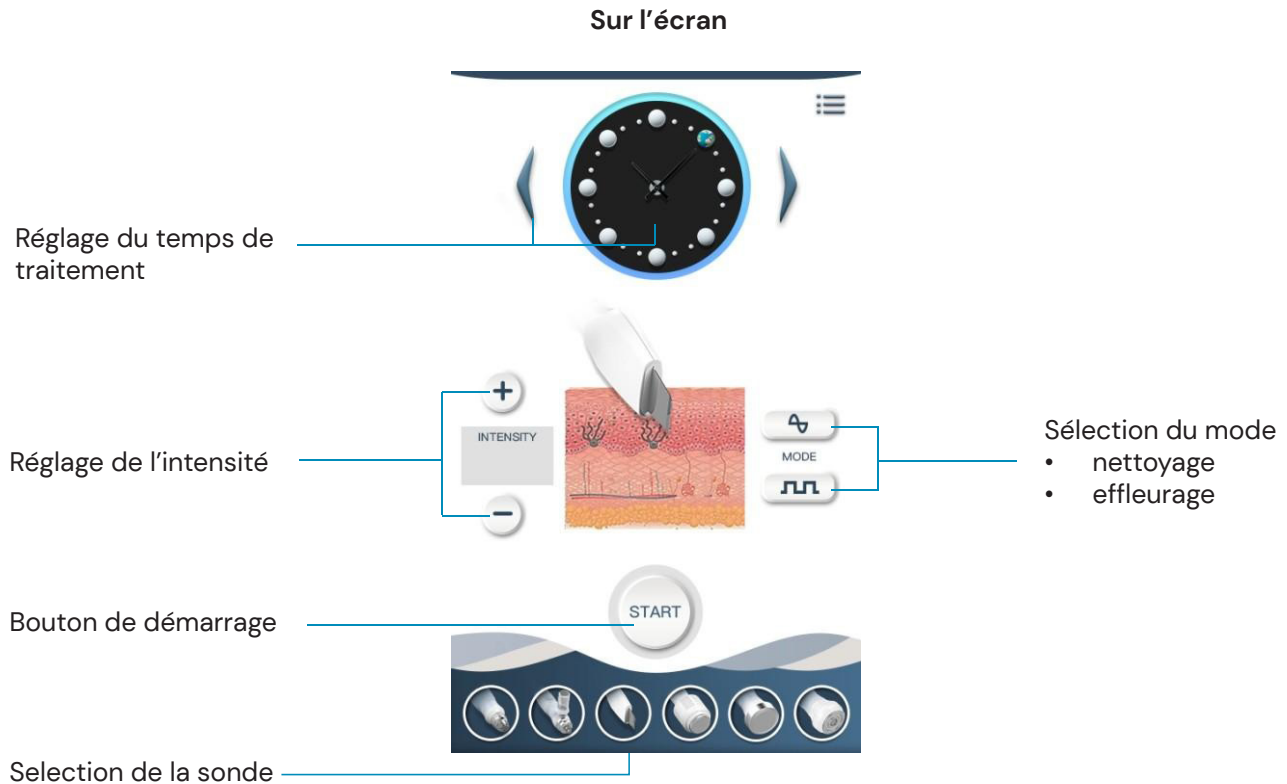 Sur l’écran
Réglage du temps de
traitement
Réglage de l’intensité
INTENSITY
MODE
Sélection du mode
• nettoyage
• effleurage
Bouton de démarrage
START
Selection de la sonde